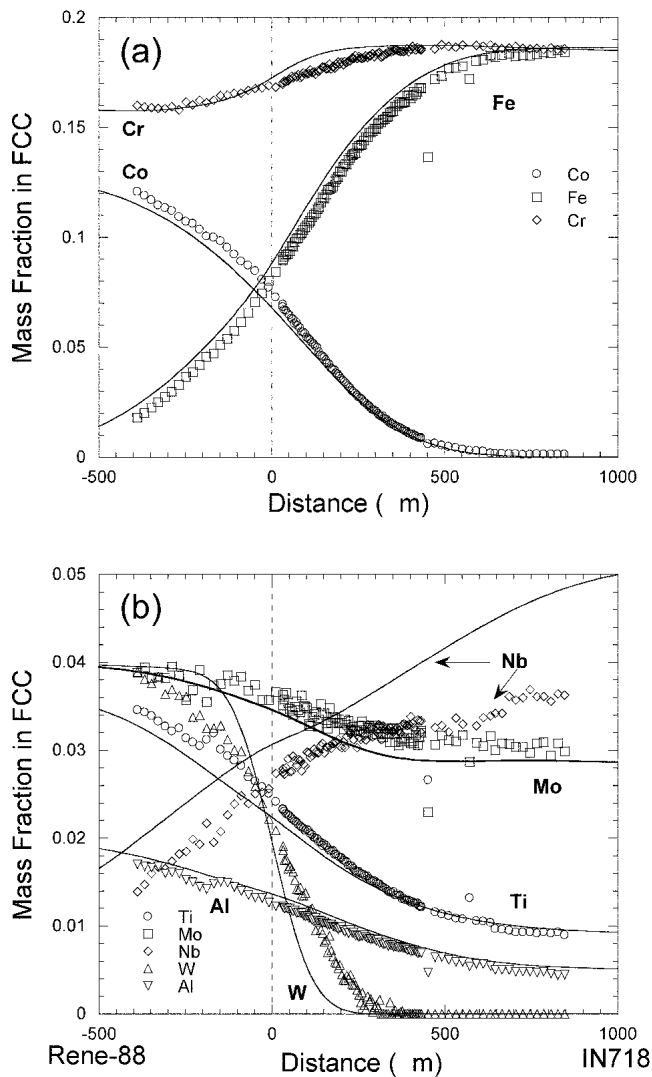 (a)
0.2
0.15
0.1
0.05
0
Mass Fraction in FCC
Cr
Co
Fe
Co
Fe
Cr
-500 0 500 1000
Distance ( m)
(b)
0.05
0.04
0.03
0.02
0.01
0
Mass Fraction in FCC
Nb
Mo
Ti
Al
W
Ti
Mo
Nb
W
Al
-500 0 500 1000
Rene-88 Distance ( m) IN718